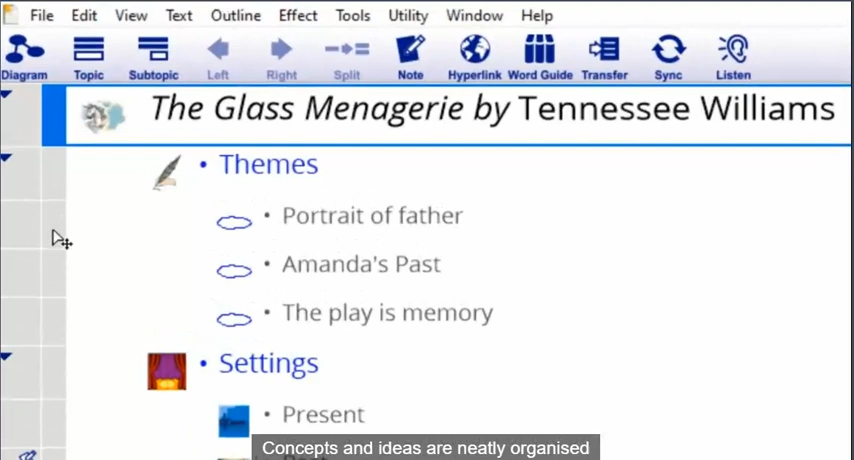 File Edit View Text Outline Effect Tools Utility Window Help
Diagram Topic Subtopic Left Right Split Note Hyperlink Word Guide Transfer Sync Listen
The Glass Menagerie by Tennessee Williams
• Themes
• Portrait of father
• Amanda's Past
• The play is memory
• Settings
• Present
Concepts and ideas are neatly organised